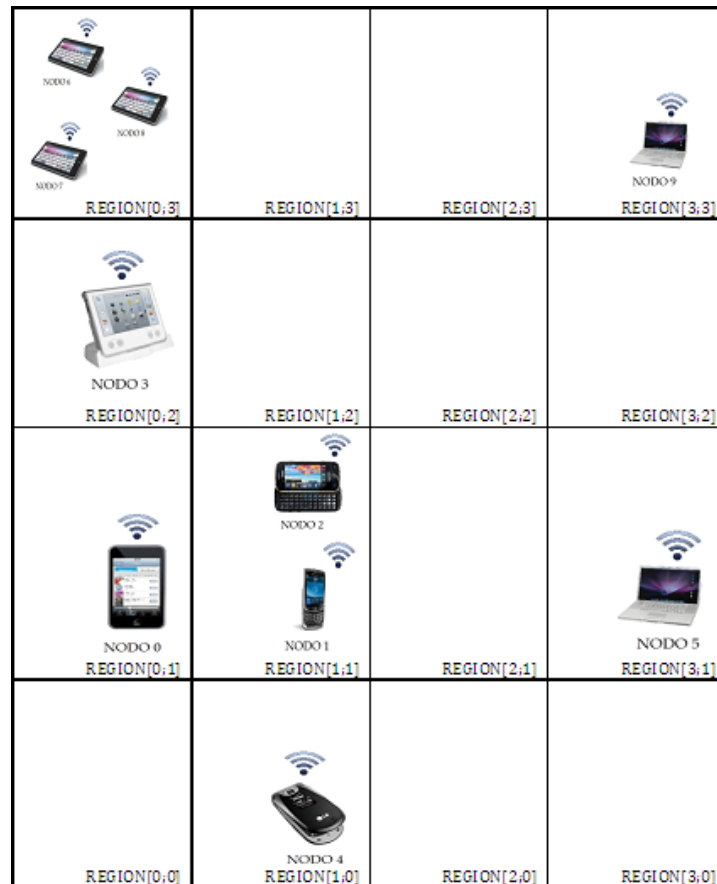 NODO 6
NODO 8
NODO 7
NODO 9
REGION[0;3]
REGION[1;3]
REGION[2;3]
REGION[3;3]
NODO 3
REGION[0;2]
REGION[1;2]
REGION[2;2]
REGION[3;2]
NODO 2
NODO 0
NODO 1
NODO 5
REGION[0;1]
REGION[1;1]
REGION[2;1]
REGION[3;1]
NODO 4
REGION[0;0]
REGION[1;0]
REGION[2;0]
REGION[3;0]